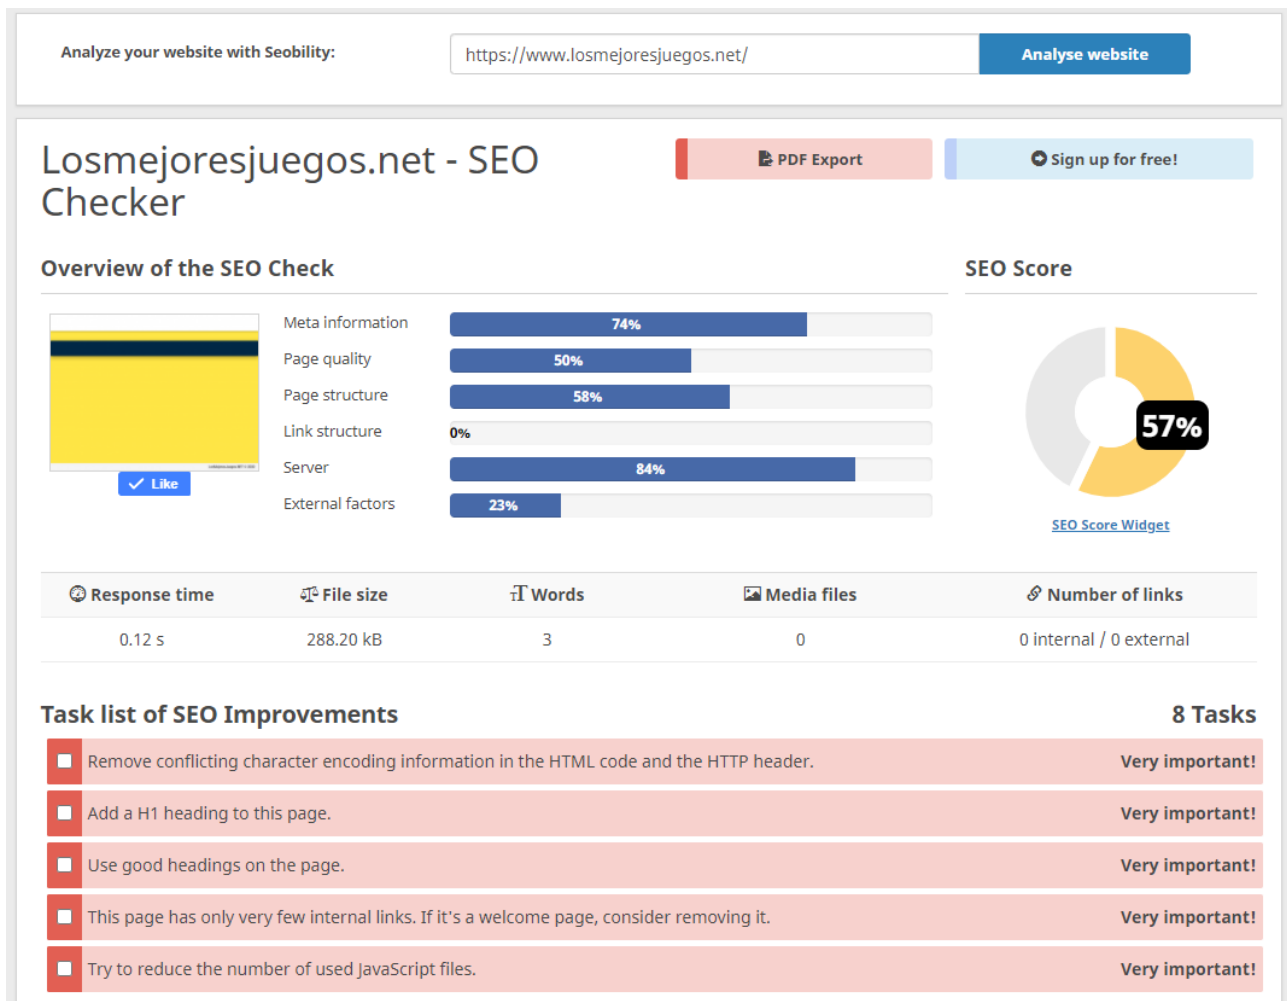 Analyze your website with Seobility:
https://www.losmejoresjuegos.net/
Analyse website
Losmejoresjuegos.net - SEO
Checker
PDF Export
Sign up for free!
Overview of the SEO Check
SEO Score
Like
Meta information 74%
Page quality 50%
Page structure 58%
Link structure 0%
Server 84%
External factors 23%
57%
SEO Score Widget
Response time File size Words Media files Number of links
0.12 s 288.20 kB 3 0 0 internal / 0 external
Task list of SEO Improvements 8 Tasks
Remove conflicting character encoding information in the HTML code and the HTTP header. Very important!
Add a H1 heading to this page. Very important!
Use good headings on the page. Very important!
This page has only very few internal links. If it's a welcome page, consider removing it. Very important!
Try to reduce the number of used JavaScript files. Very important!